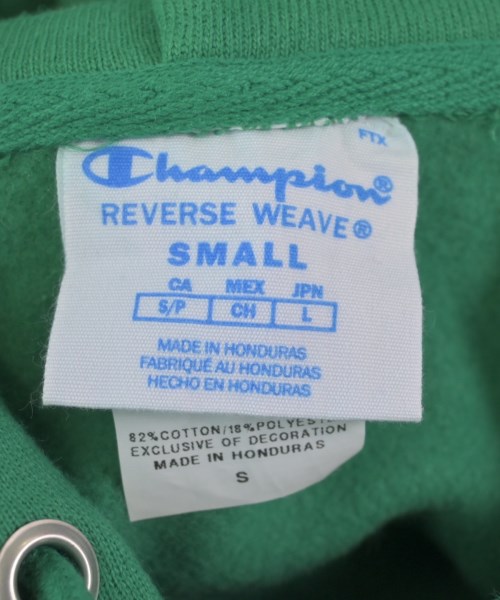 FTX
Champion®
REVERSE WEAVE®
SMALL
CA MEX JPN
S/P CH L
MADE IN HONDURAS
FABRIQUÉ AU HONDURAS
HECHO EN HONDURAS
82% COTTON/18% POLYESTE
EXCLUSIVE OF DECORATION
MADE IN HONDURAS
S